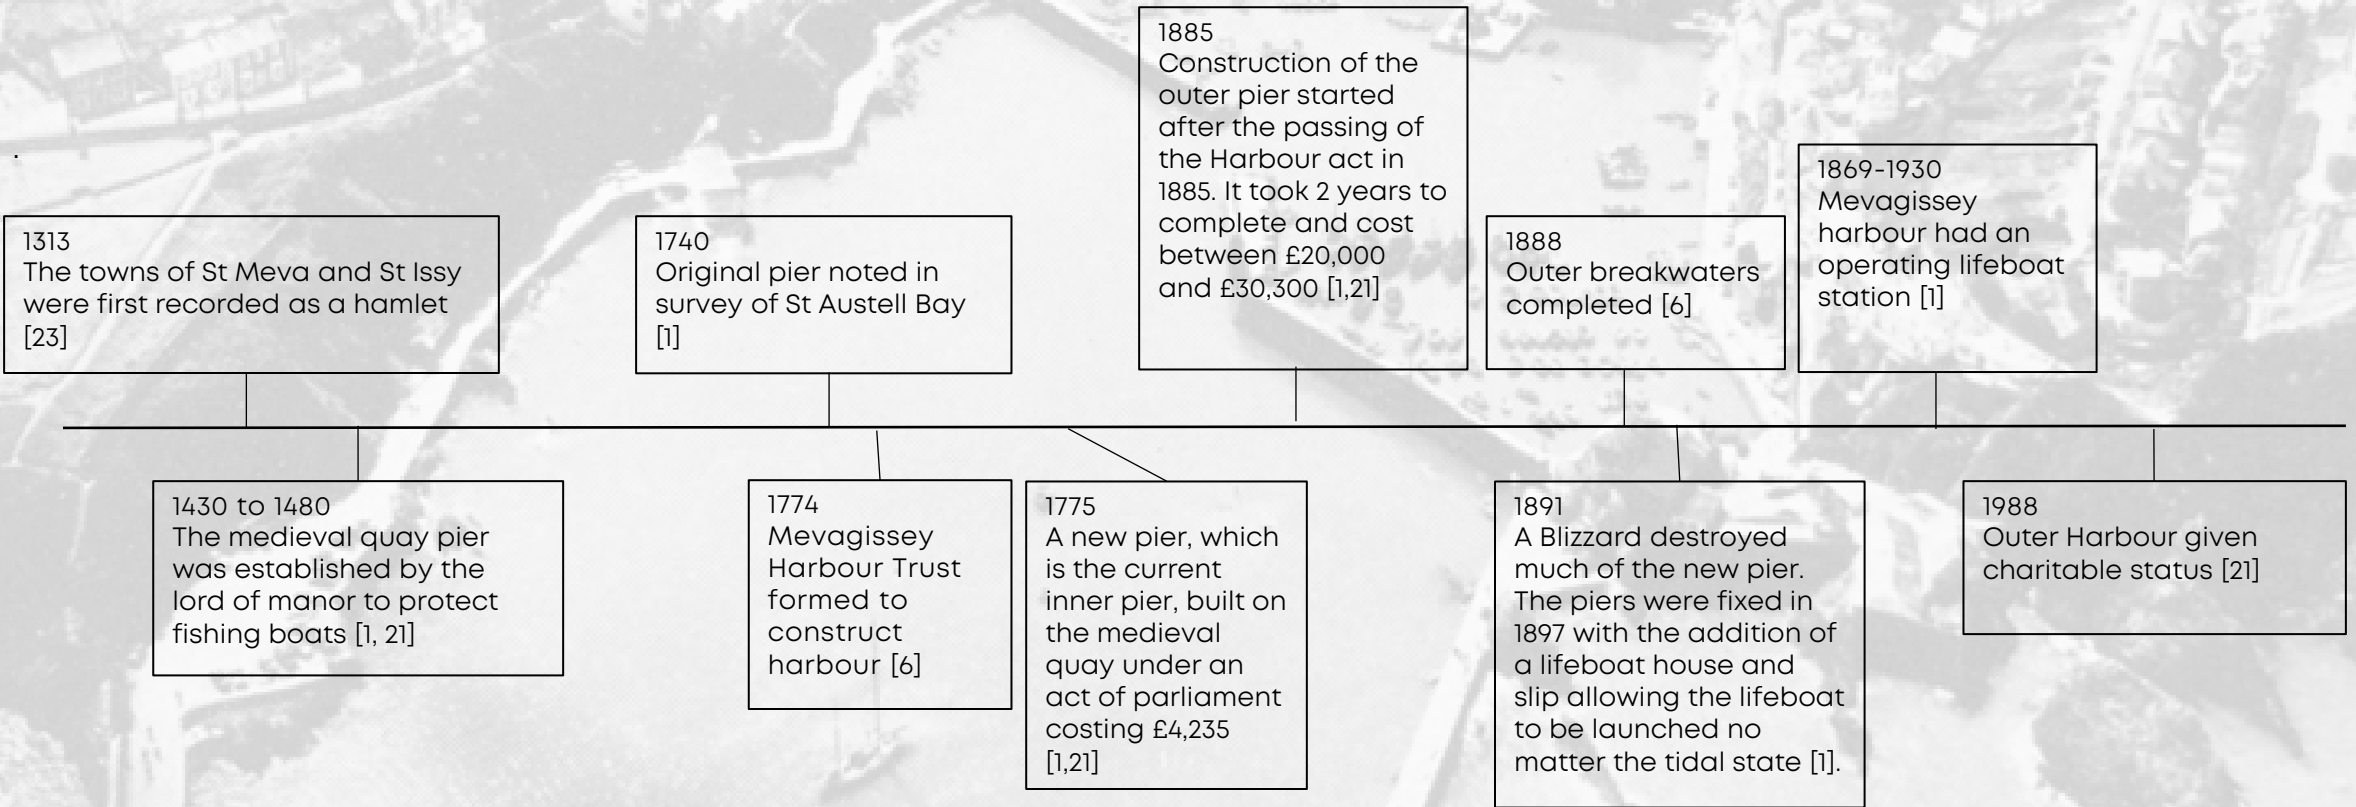 1313
The towns of St Meva and St Issy
were first recorded as a hamlet
[23]
1430 to 1480
The medieval quay pier
was established by the
lord of manor to protect
fishing boats [1, 21]
1740
Original pier noted in
survey of St Austell Bay
[1]
1774
Mevagissey
Harbour Trust
formed to
construct
harbour [6]
1775
A new pier, which
is the current
inner pier, built on
the medieval
quay under an
act of parliament
costing £4,235
[1,21]
1885
Construction of the
outer pier started
after the passing of
the Harbour act in
1885. It took 2 years to
complete and cost
between £20,000
and £30,300 [1,21]
1888
Outer breakwaters
completed [6]
1891
A Blizzard destroyed
much of the new pier.
The piers were fixed in
1897 with the addition of
a lifeboat house and
slip allowing the lifeboat
to be launched no
matter the tidal state [1].
1869-1930
Mevagissey
harbour had an
operating lifeboat
station [1]
1988
Outer Harbour given
charitable status [21]